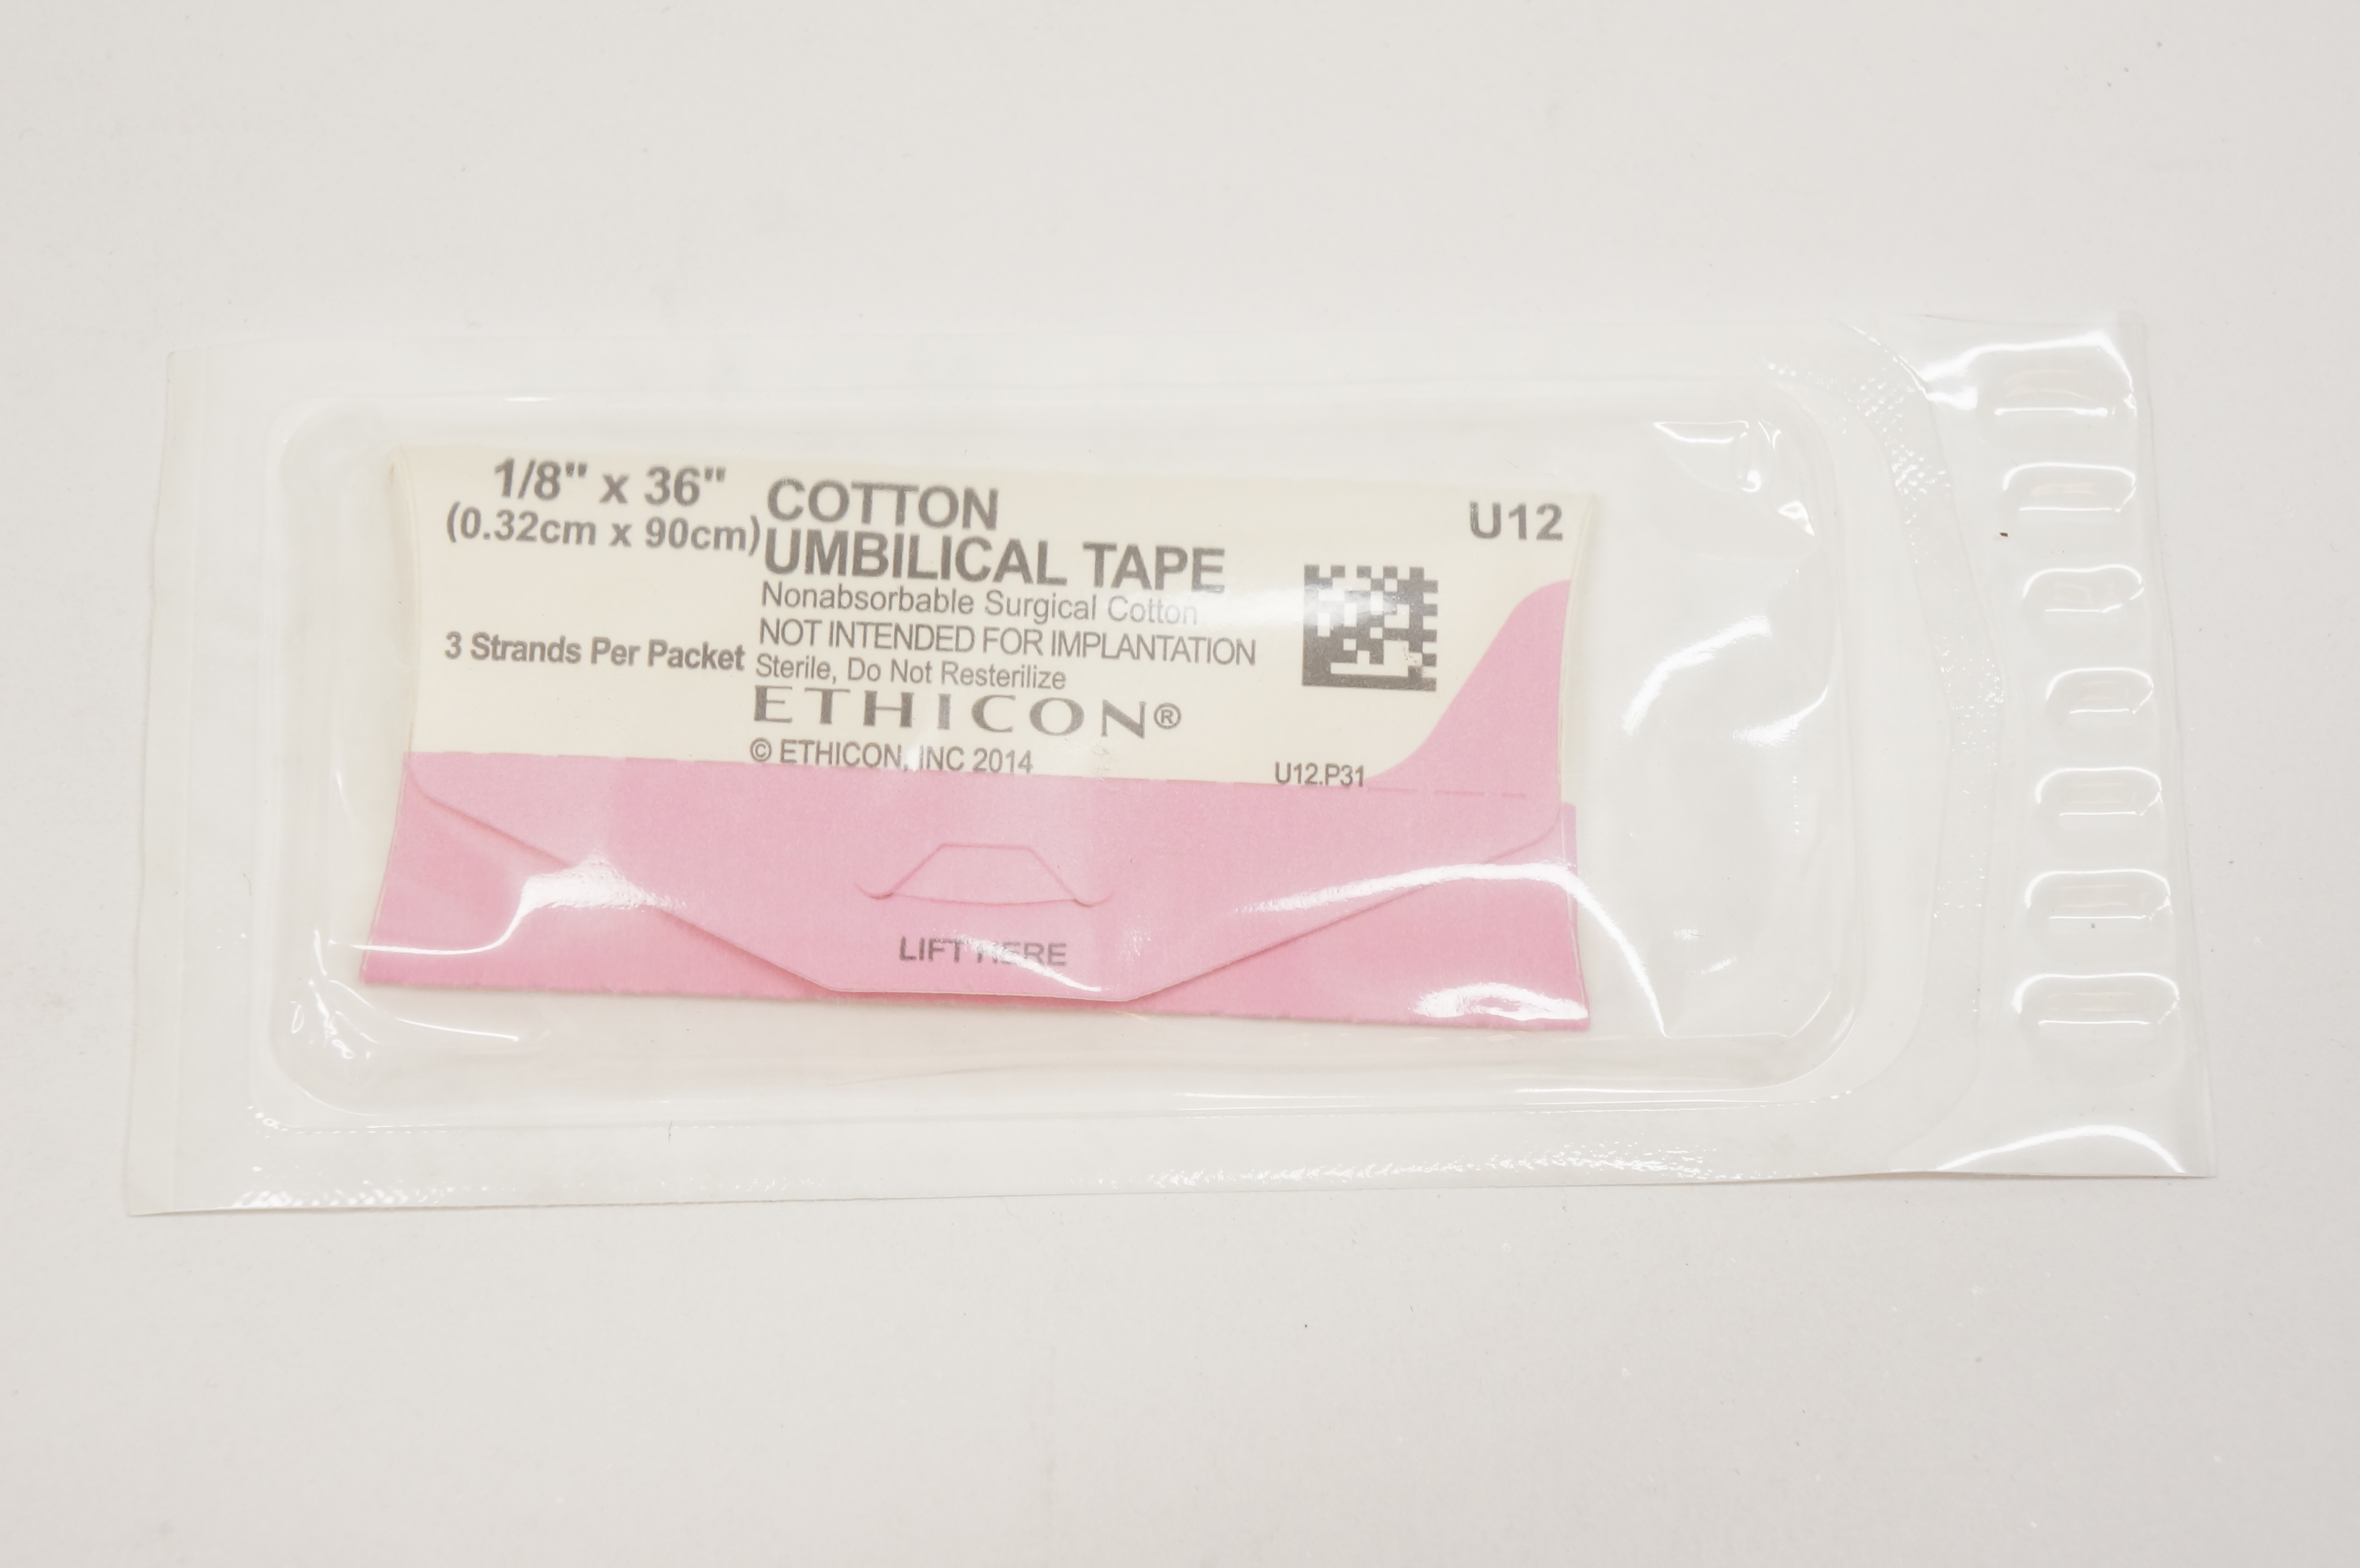 1/8" x 36"
(0.32cm x 90cm)
3 Strands Per Packet
COTTON
UMBILICAL TAPE
Nonabsorbable Surgical Cotton
NOT INTENDED FOR IMPLANTATION
Sterile, Do Not Resterilize
ETHICON®
© ETHICON, INC 2014
U12
U12.P31
LIFT HERE